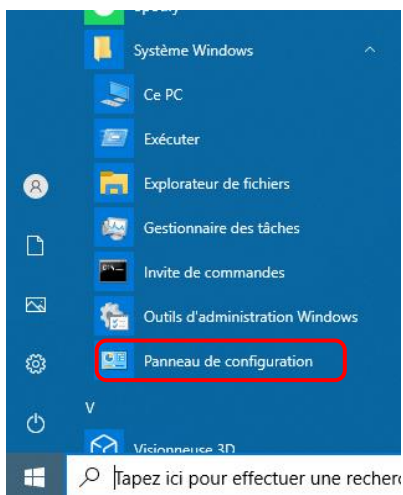 Système Windows
Ce PC
Exécuter
Explorateur de fichiers
Gestionnaire des tâches
Invite de commandes
Outils d'administration Windows
Panneau de configuration
V
Visionneuse 3D
Tapez ici pour effectuer une recherc